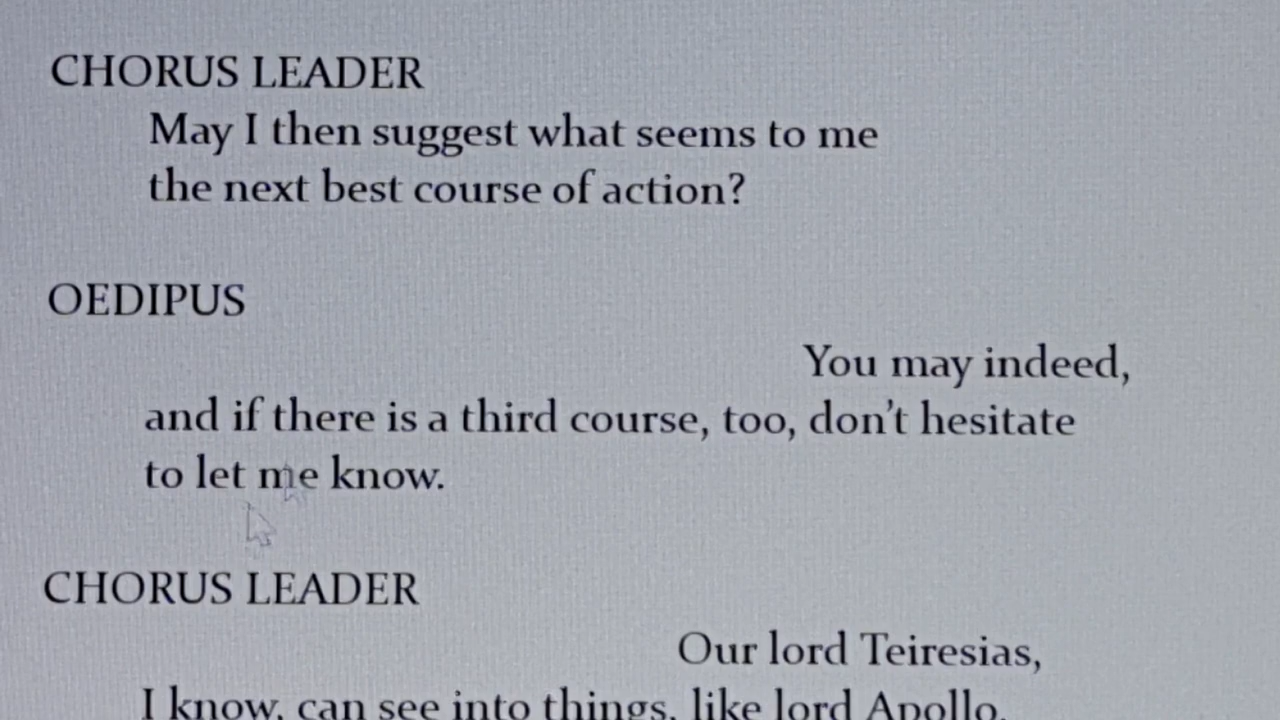 CHORUS LEADER
May I then suggest what seems to me
the next best course of action?
OEDIPUS
You may indeed,
and if there is a third course, too, don't hesitate
to let me know.
CHORUS LEADER
Our lord Teiresias,
I know, can see into things, like lord Apollo.